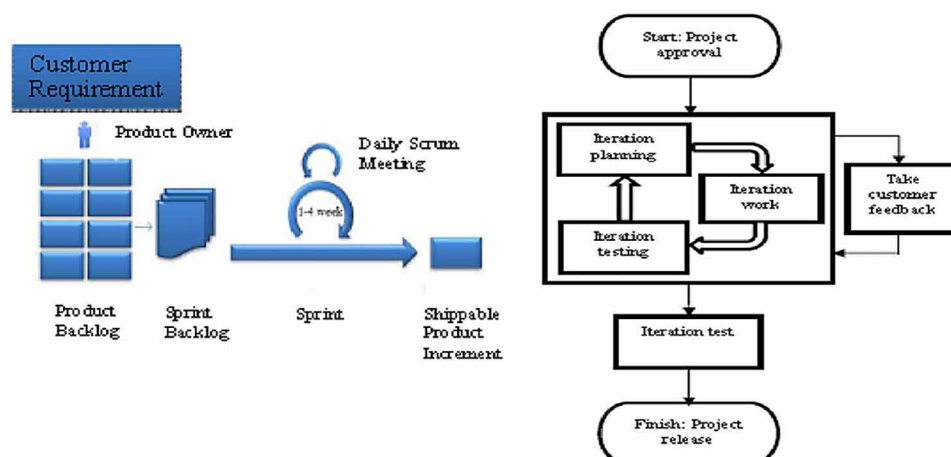 Customer
Requirement
Product Owner
Daily Scrum
Meeting
1-4 week
Product
Backlog
Sprint
Backlog
Sprint
Shippable
Product
Increment
Start: Project
approval
Iteration
planning
Iteration
work
Iteration
testing
Take
customer
feedback
Iteration test
Finish: Project
release